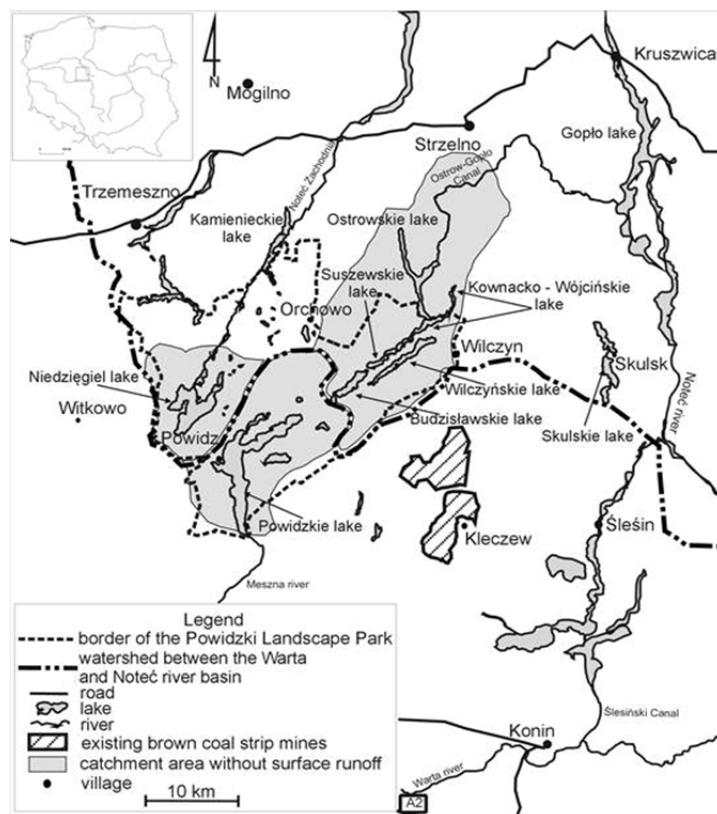 N
Kruszwica
Mogilno
Gopło lake
Strzelno
Ostrow-Gopło
Canal
Noteć Zachodnia
Trzemeszno
Kamienieckie
lake
Ostrowskie lake
Suszewskie
lake
Kownacko - Wójcińskie
lake
Orchowo
Wilczyn
Skulsk
Niedzięgiel lake
Wilczyńskie lake
Witkowo
Budzisławskie lake
Powidz
Skulskie lake
Noteć river
Powidzkie lake
Kleczew
Śleśin
Meszna river
Legend
border of the Powidzki Landscape Park
watershed between the Warta
and Noteć river basin
road
lake
river
existing brown coal strip mines
catchment area without surface runoff
village
10 km
Ślesiński Canal
Konin
Warta river
A2